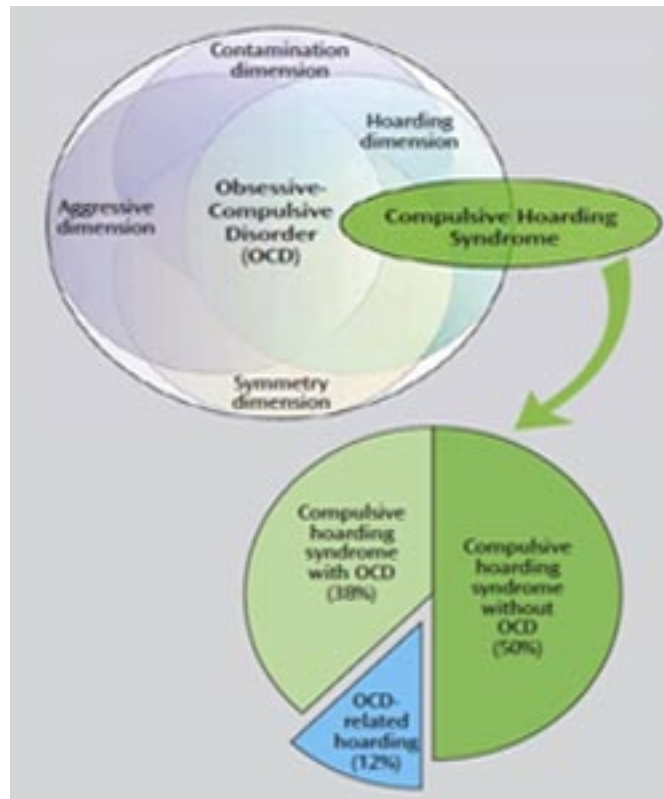 Contamination
dimension
Hoarding
dimension
Aggressive
dimension
Obsessive-
Compulsive
Disorder
(OCD)
Compulsive Hoarding
Syndrome
Symmetry
dimension
Compulsive
hoarding
syndrome
with OCD
(38%)
Compulsive
hoarding
syndrome
without
OCD
(50%)
OCD-
related
hoarding
(12%)